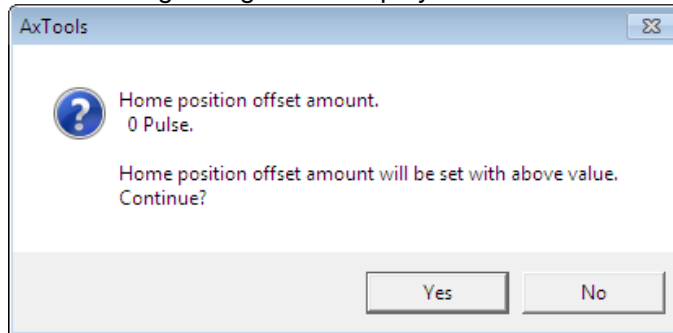 AxTools
Home position offset amount.
0 Pulse.
Home position offset amount will be set with above value.
Continue?
Yes
No